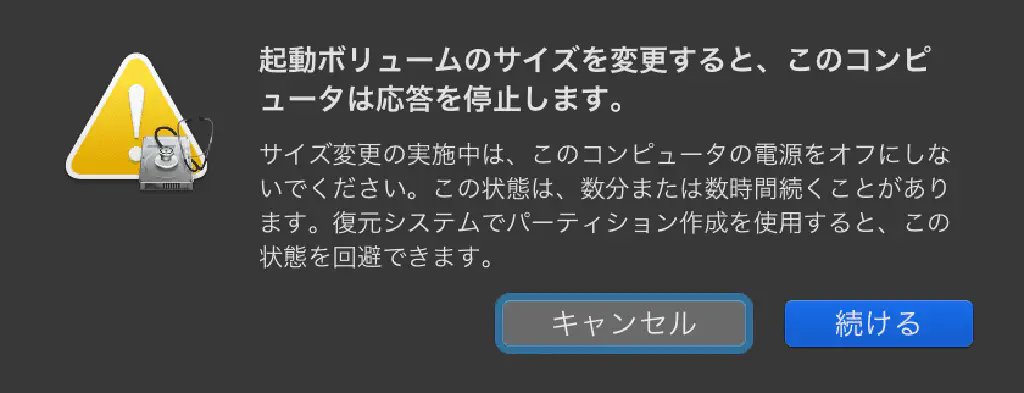 起動ボリュームのサイズを変更すると、このコンピ
ュータは応答を停止します。
サイズ変更の実施中は、このコンピュータの電源をオフにしな
いでください。この状態は、数分または数時間続くことがあり
ます。復元システムでパーティション作成を使用すると、この
状態を回避できます。
キャンセル
続ける